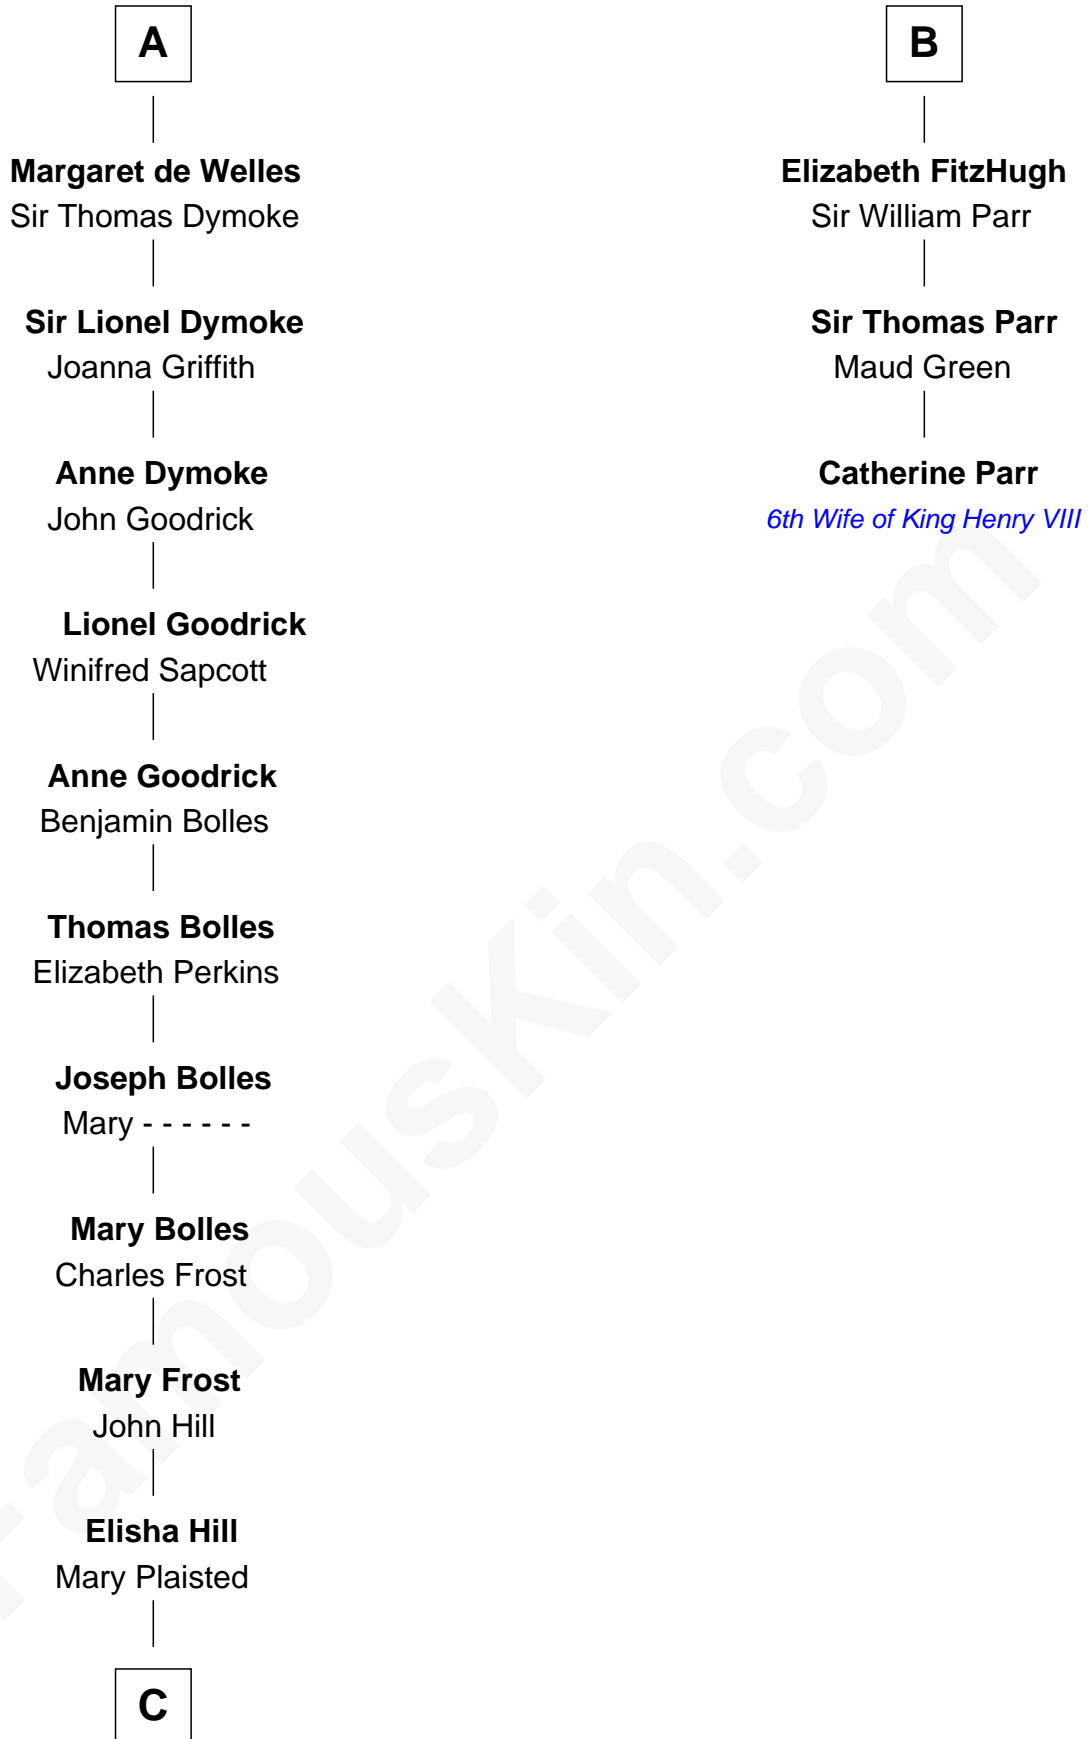 A
Margaret de Welles
Sir Thomas Dymoke
Sir Lionel Dymoke
Joanna Griffith
Anne Dymoke
John Goodrick
Lionel Goodrick
Winifred Sapcott
Anne Goodrick
Benjamin Bolles
Thomas Bolles
Elizabeth Perkins
Joseph Bolles
Mary - - - - - -
Mary Bolles
Charles Frost
Mary Frost
John Hill
Elisha Hill
Mary Plaisted
C
B
Elizabeth FitzHugh
Sir William Parr
Sir Thomas Parr
Maud Green
Catherine Parr
6th Wife of King Henry VIII
FamousKin.com